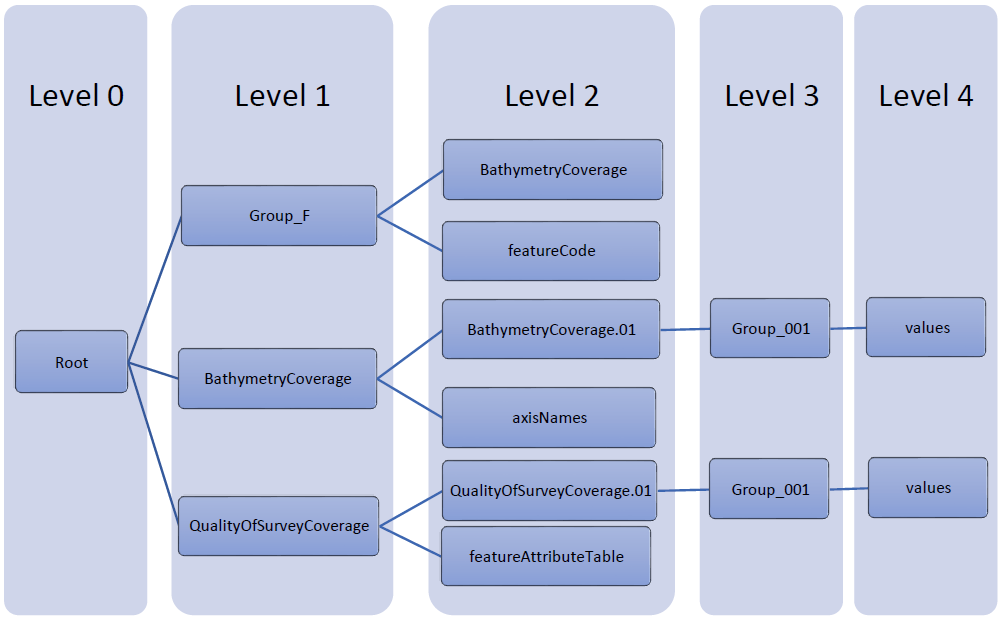 Level 0
Level 1
Level 2
Level 3
Level 4
Root
Group_F
BathymetryCoverage
QualityOfSurveyCoverage
BathymetryCoverage
featureCode
BathymetryCoverage.01
axisNames
QualityOfSurveyCoverage.01
featureAttributeTable
Group_001
Group_001
values
values